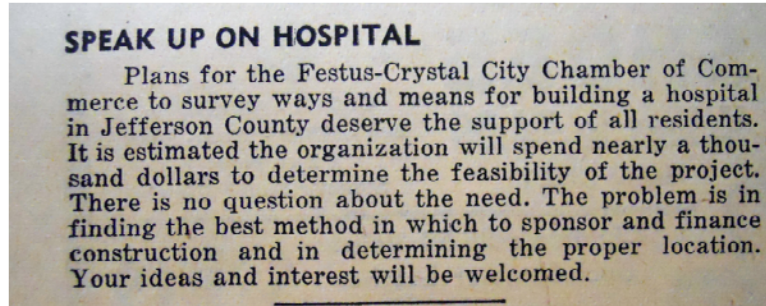 SPEAK UP ON HOSPITAL
Plans for the Festus-Crystal City Chamber of Com-
merce to survey ways and means for building a hospital
in Jefferson County deserve the support of all residents.
It is estimated the organization will spend nearly a thou-
sand dollars to determine the feasibility of the project.
There is no question about the need. The problem is in
finding the best method in which to sponsor and finance
construction and in determining the proper location.
Your ideas and interest will be welcomed.